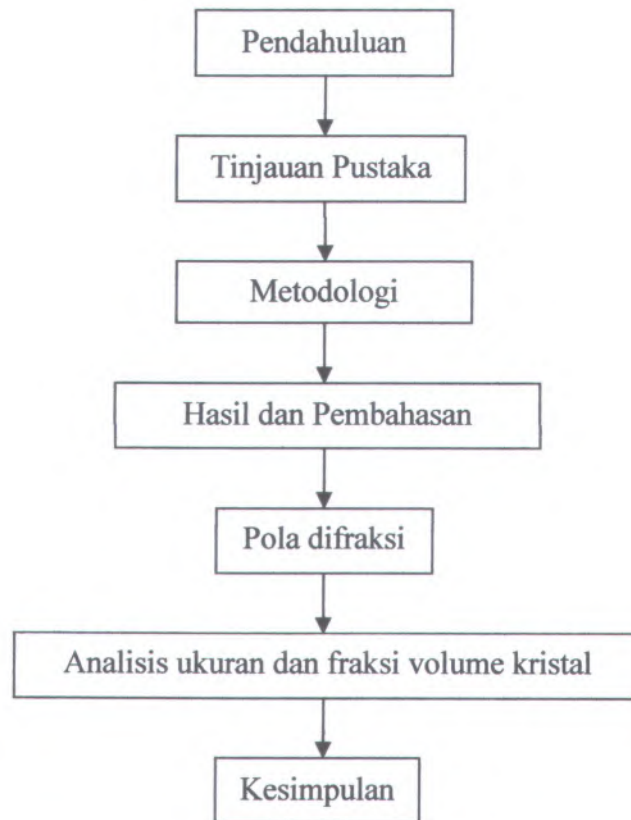 Pendahuluan
Tinjauan Pustaka
Metodologi
Hasil dan Pembahasan
Pola difraksi
Analisis ukuran dan fraksi volume kristal
Kesimpulan